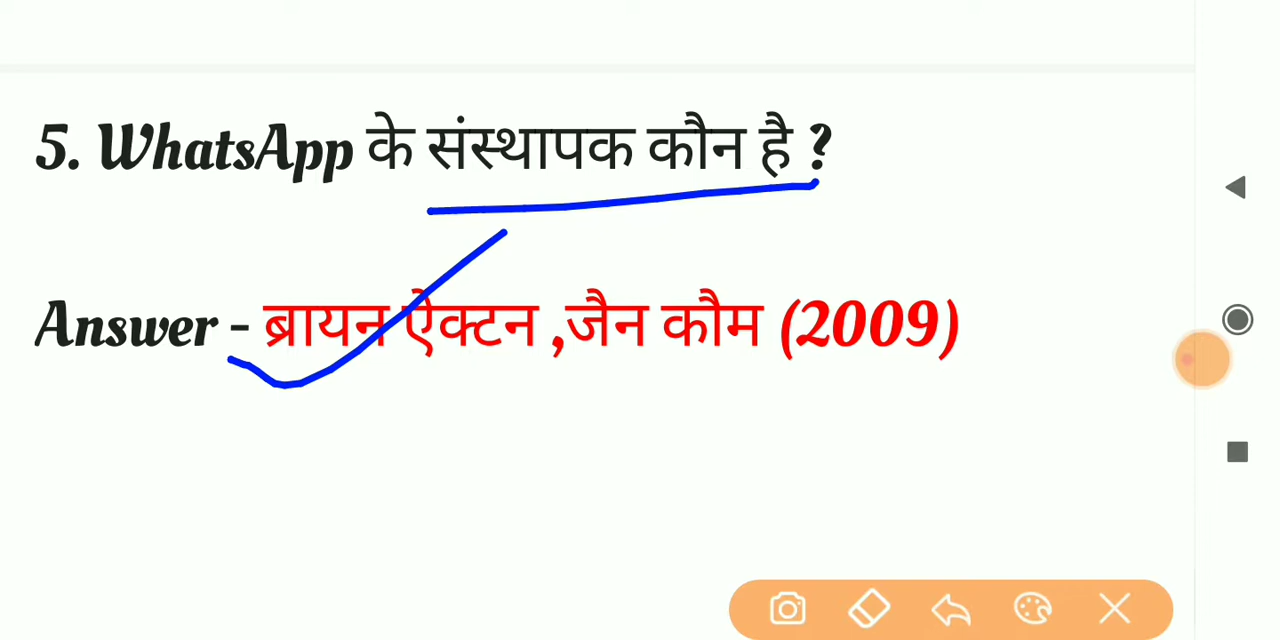 5. WhatsApp के संस्थापक कौन है ?
Answer - ब्रायन ऐक्टन ,जैन कौम (2009)